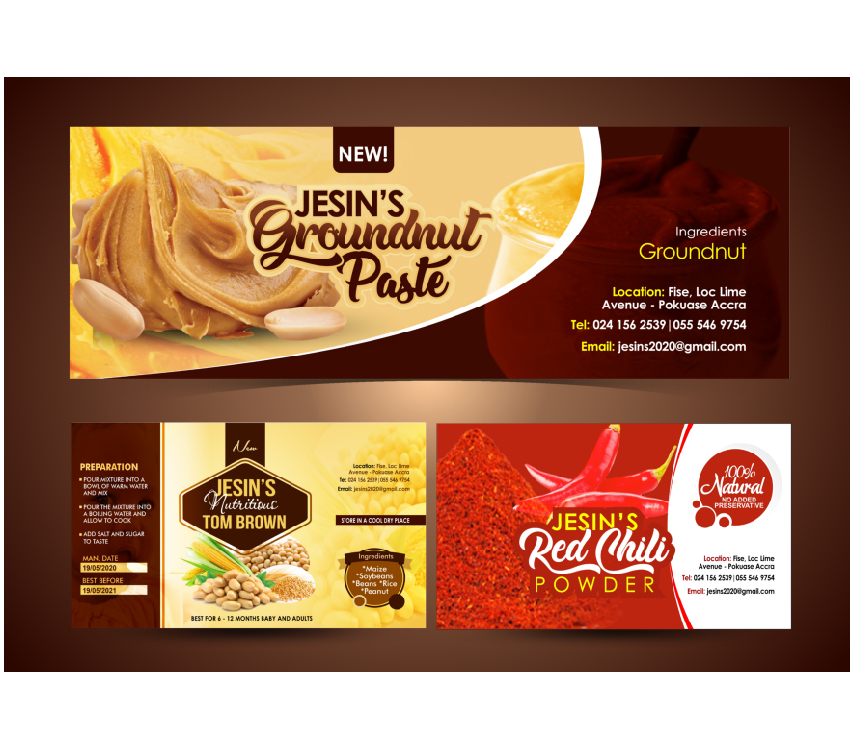 NEW!
JESIN'S
Groundnut
Paste
Ingredients
Groundnut
Location: Fise, Loc Lime
Avenue - Pokuase Accra
Tel: 024 156 2539|055 546 9754
Email: jesins2020@gmail.com
PREPARATION
POUR MIXTURE INTO A
BOWL OF WARM WATER
AND MIX
POUR THE MIXTURE INTO
A BOILING WATER AND
ALLOW TO COOK
ADD SALT AND SUGAR
TO TASTE
MAN. DATE
19/05/2020
BEST BEFORE
19/05/2021
New
JESIN'S
Nutritious
TOM BROWN
BEST FOR 6 - 12 MONTHS BABY AND ADULTS
Location: Fise, Loc lime
Avenue - Pokuase Accra
Te: 024 156 2539|055 546 9754
Email: jesins2020@gmail.com
STORE IN A COOL DRY PLACE
Ingrdients
*Maize
*Soybeans
*Beans *Rice
*Peanut
JESIN'S
Red Chili
POWDER
100%
Natural
NO ADDED
PRESERVATIVE
Location: Fise, Loc Lime
Avenue - Pokuase Accra
Tel: 024 156 2539|055 546 9754
Email: jesins2020@gmail.com